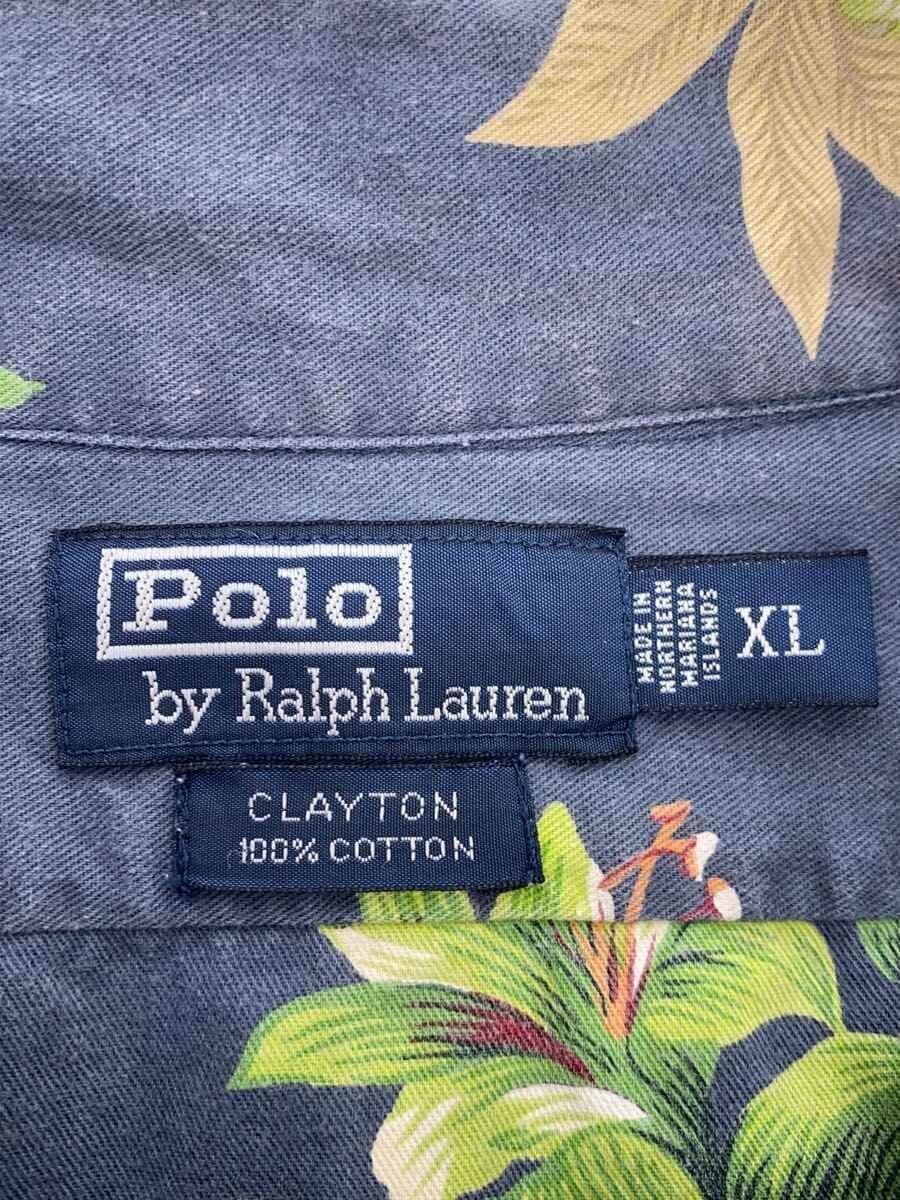 Polo
by Ralph Lauren
MADE IN
NORTHERN
MARIANA
ISLANDS
XL
CLAYTON
100% COTTON